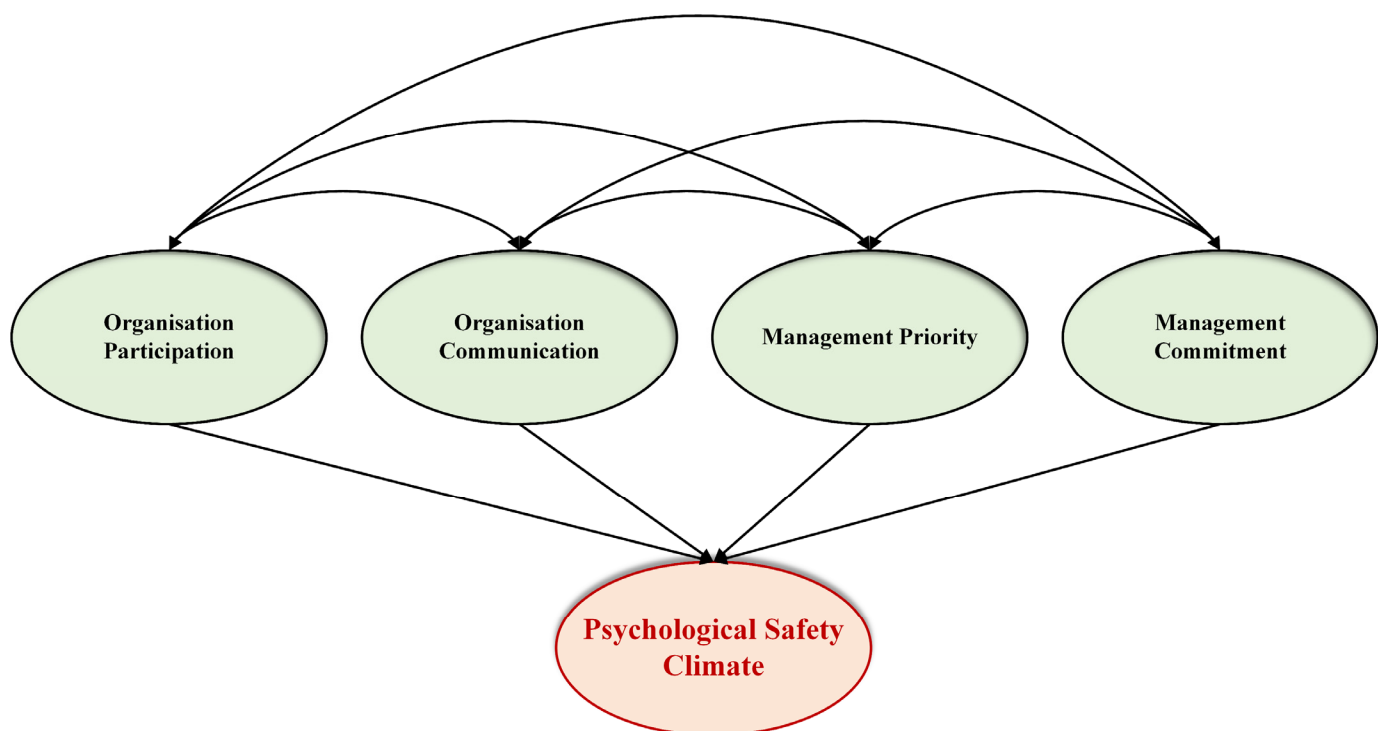 Organisation
Participation
Organisation
Communication
Management Priority
Management
Commitment
Psychological Safety
Climate